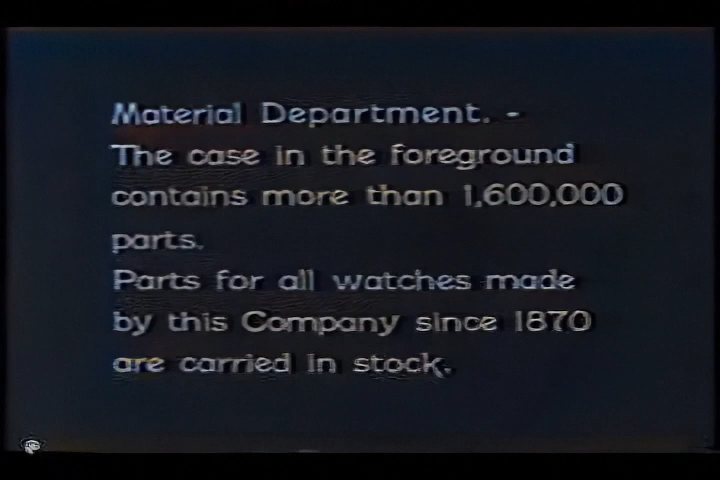 Material Department. -
The case in the foreground
contains more than 1,600,000
parts.
Parts for all watches made
by this Company since 1870
are carried in stock.